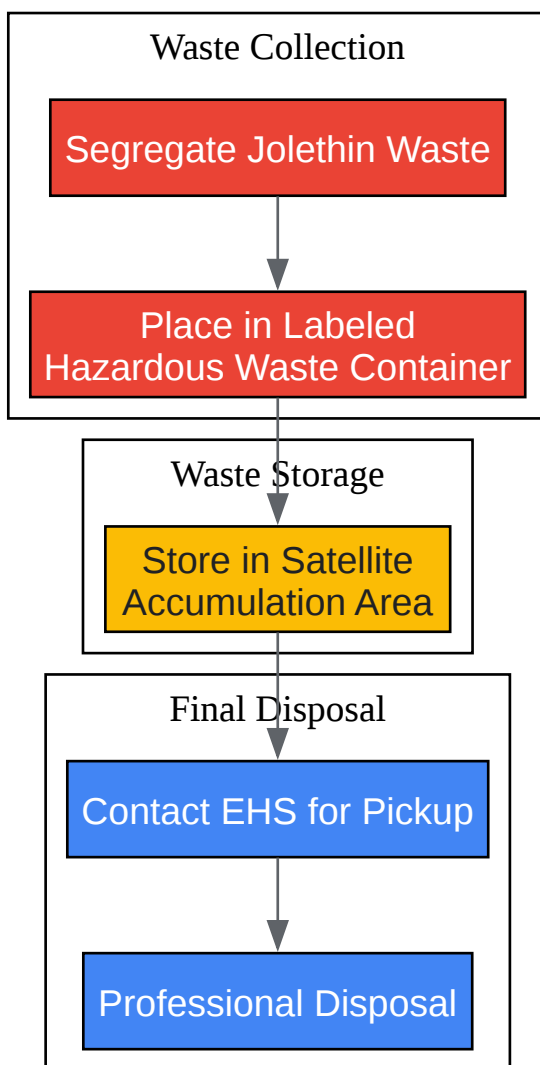 Waste Collection
Segregate Jolethin Waste
Place in Labeled
Hazardous Waste Container
Waste Storage
Store in Satellite
Accumulation Area
Final Disposal
Contact EHS for Pickup
Professional Disposal